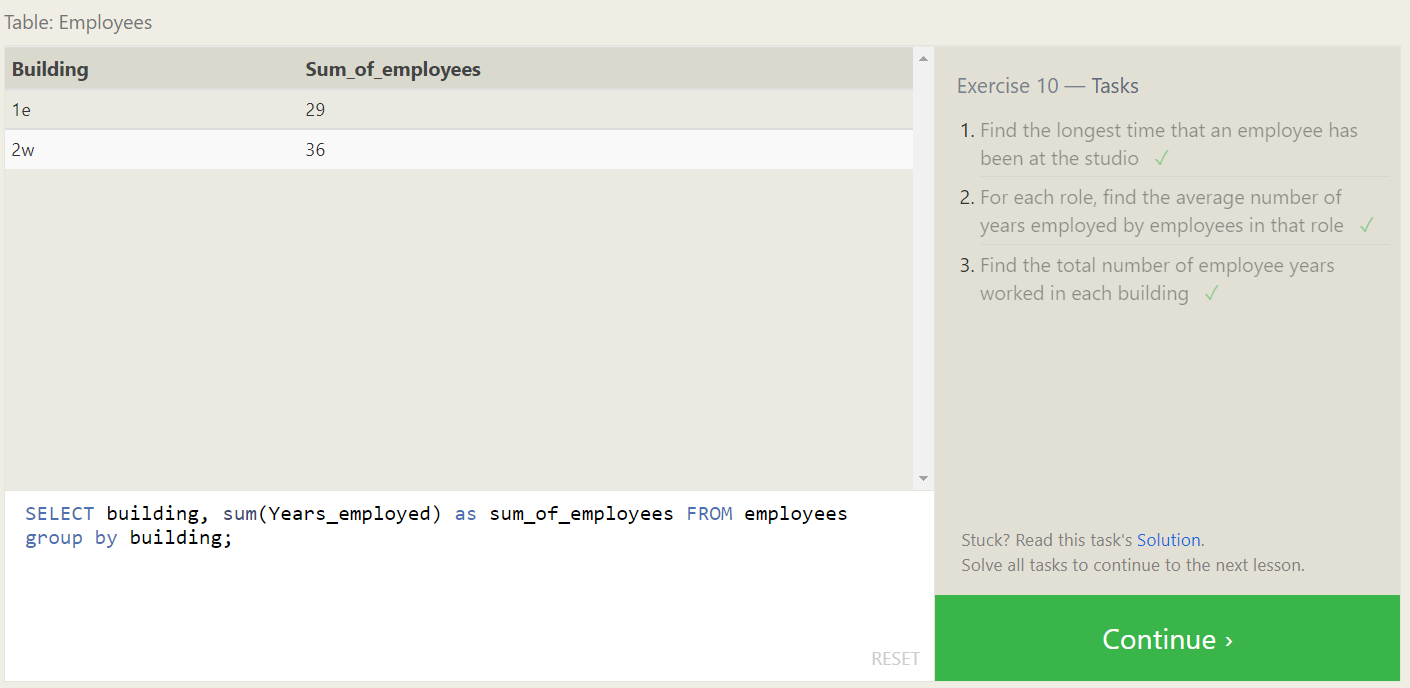 Table: Employees
Building Sum_of_employees
1e 29
2w 36
SELECT building, sum(Years_employed) as sum_of_employees FROM employees
group by building;
RESET
Exercise 10 — Tasks
1. Find the longest time that an employee has
been at the studio ✓
2. For each role, find the average number of
years employed by employees in that role ✓
3. Find the total number of employee years
worked in each building ✓
Stuck? Read this task's Solution.
Solve all tasks to continue to the next lesson.
Continue ›